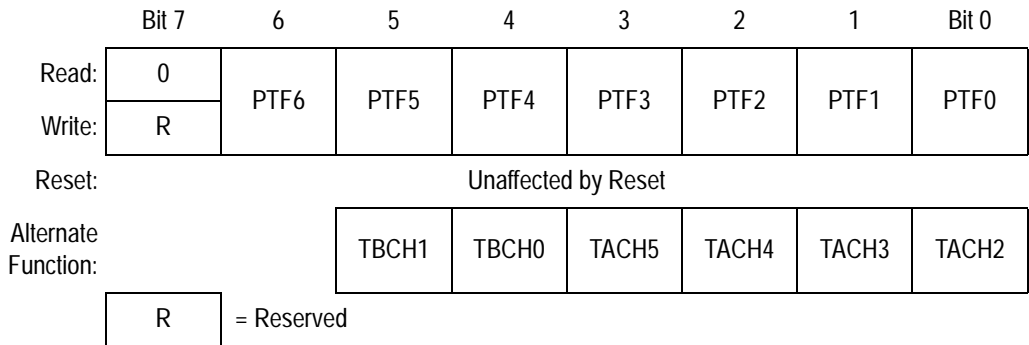 Bit 7 6 5 4 3 2 1 Bit 0
Read: 0 PTF6 PTF5 PTF4 PTF3 PTF2 PTF1 PTF0
Write: R
Reset: Unaffected by Reset
Alternate Function: TBCH1 TBCH0 TACH5 TACH4 TACH3 TACH2
R = Reserved